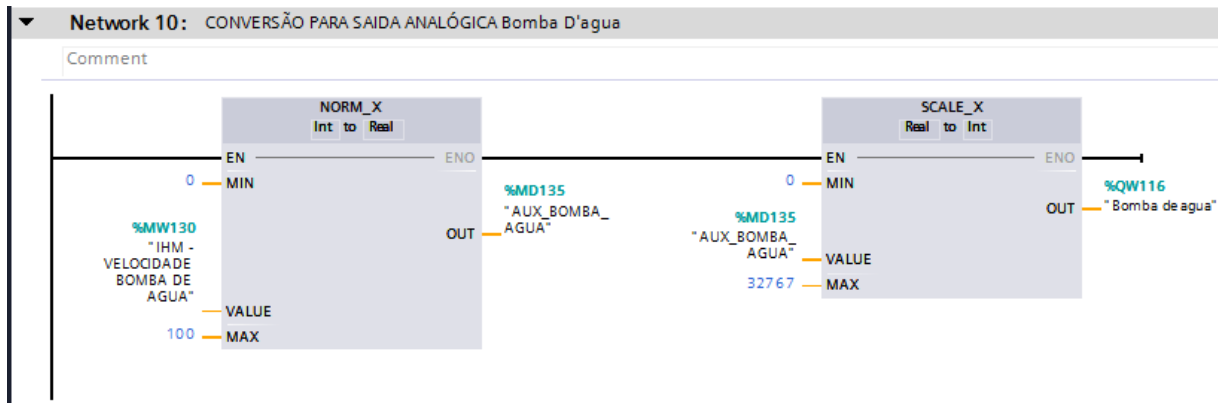 Network 10: CONVERSÃO PARA SAIDA ANALÓGICA Bomba D'agua
Comment
NORM_X
Int to Real
EN
ENO
0
MIN
%MW130
"IHM -
VELOCIDADE
BOMBA DE
AGUA"
VALUE
100
MAX
OUT
%MD135
"AUX_BOMBA_
AGUA"
SCALE_X
Real to Int
EN
ENO
0
MIN
%MD135
"AUX_BOMBA_
AGUA"
VALUE
32767
MAX
OUT
%QW116
"Bomba de agua"